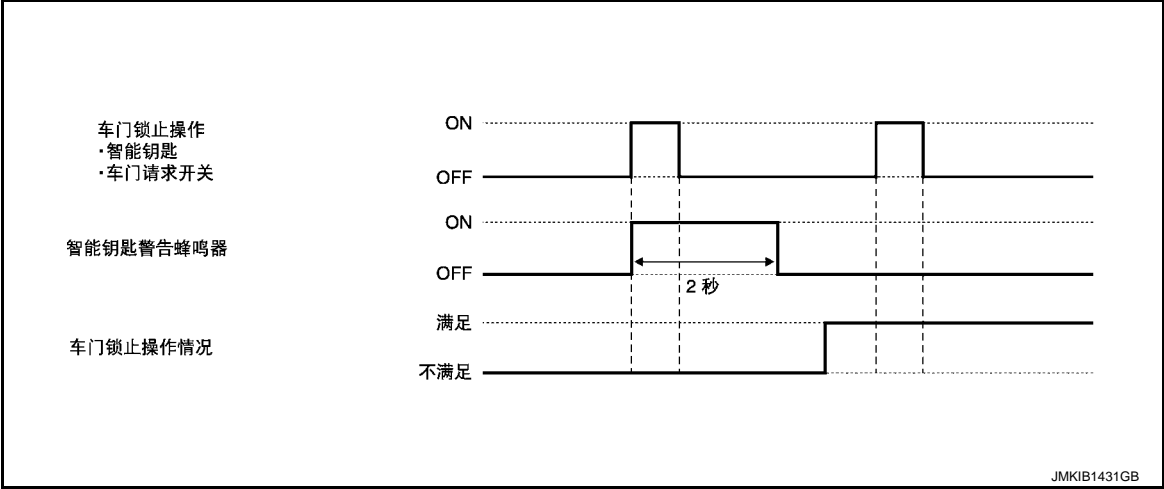 车门锁止操作
·智能钥匙
·车门请求开关
ON
OFF
智能钥匙警告蜂鸣器
ON
OFF
2 秒
车门锁止操作情况
满足
不满足
JMKIB1431GB